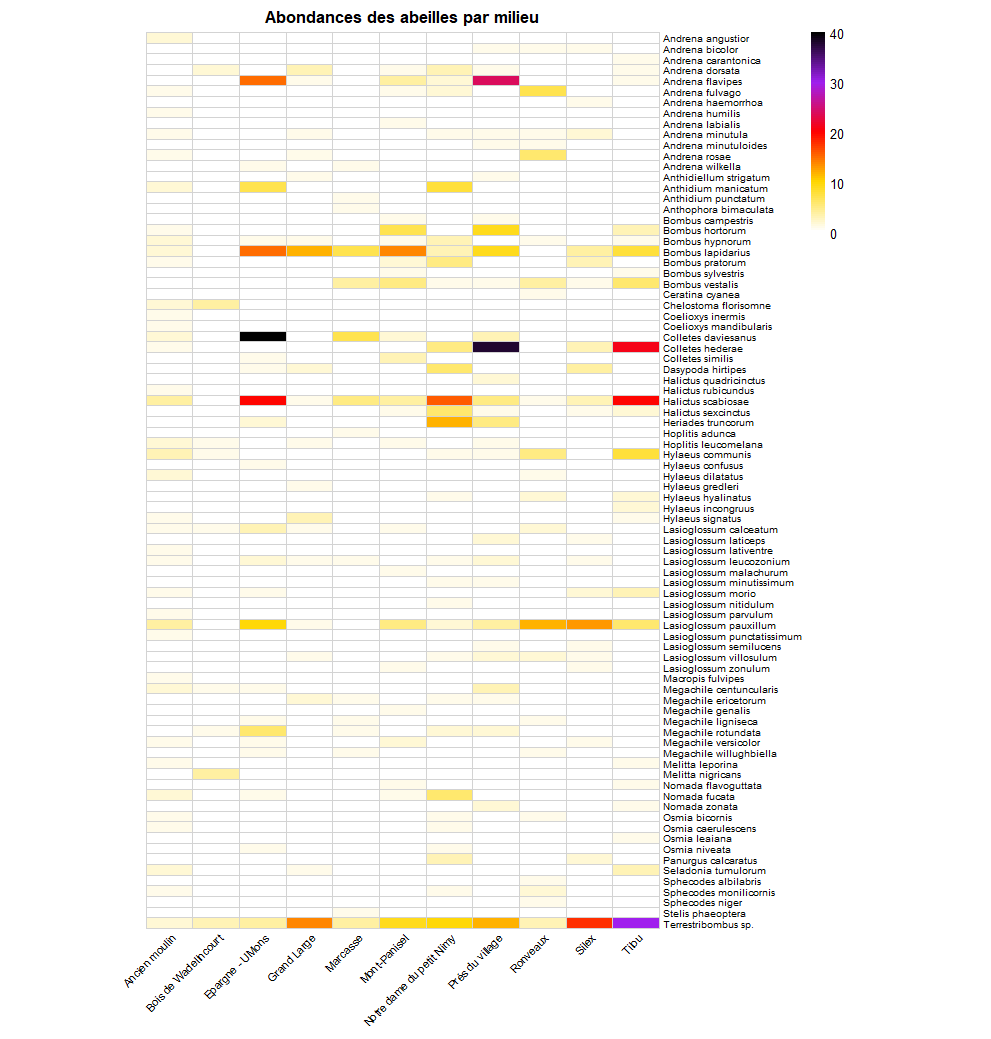 Abondances des abeilles par milieu
Andrena angustior
Andrena bicolor
Andrena carantonica
Andrena dorsata
Andrena flavipes
Andrena fulvago
Andrena haemorrhoa
Andrena humilis
Andrena labialis
Andrena minutula
Andrena minutuloides
Andrena rosae
Andrena wilkella
Anthidiellum strigatum
Anthidium manicatum
Anthidium punctatum
Anthophora bimaculata
Bombus campestris
Bombus hortorum
Bombus hypnorum
Bombus lapidarius
Bombus pratorum
Bombus sylvestris
Bombus vestalis
Ceratina cyanea
Chelostoma florisomne
Coelioxys inermis
Coelioxys mandibularis
Colletes daviesanus
Colletes hederae
Colletes similis
Dasypoda hirtipes
Halictus quadricinctus
Halictus rubicundus
Halictus scabiosae
Halictus sexcinctus
Heriades truncorum
Hoplitis adunca
Hoplitis leucomelana
Hylaeus communis
Hylaeus confusus
Hylaeus dilatatus
Hylaeus gredleri
Hylaeus hyalinatus
Hylaeus incongruus
Hylaeus signatus
Lasioglossum calceatum
Lasioglossum laticeps
Lasioglossum lativentre
Lasioglossum leucozonium
Lasioglossum malachurum
Lasioglossum minutissimum
Lasioglossum morio
Lasioglossum nitidulum
Lasioglossum parvulum
Lasioglossum pauxillum
Lasioglossum punctatissimum
Lasioglossum semilucens
Lasioglossum villosulum
Lasioglossum zonulum
Macropis fulvipes
Megachile centuncularis
Megachile ericetorum
Megachile genalis
Megachile ligniseca
Megachile rotundata
Megachile versicolor
Megachile willughbiella
Melitta leporina
Melitta nigricans
Nomada flavoguttata
Nomada fucata
Nomada zonata
Osmia bicornis
Osmia caerulescens
Osmia leaiana
Osmia niveata
Panurgus calcaratus
Seladonia tumulorum
Sphecodes albilabris
Sphecodes monilicornis
Sphecodes niger
Stelis phaeoptera
Terrestribombus sp.
40
30
20
10
0
Ancien moulin
Bois de Wadelincourt
Epargne - UMons
Grand Large
Marcasse
Mont-Panisel
Notre dame du petit Nimy
Prés du village
Ronveaux
Silex
Tilbu